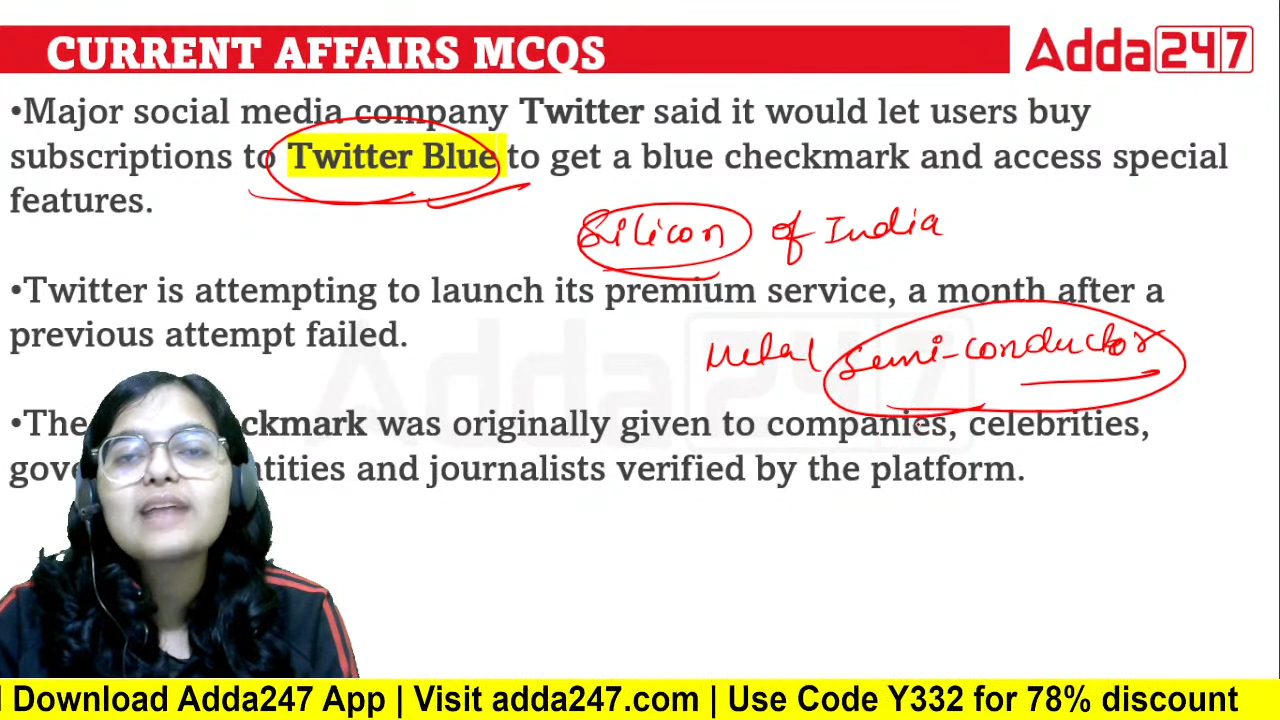 CURRENT AFFAIRS MCQS
Adda247
•Major social media company Twitter said it would let users buy
subscriptions to Twitter Blue to get a blue checkmark and access special
features.
Silicon of India
•Twitter is attempting to launch its premium service, a month after a
previous attempt failed.
Metal Semi-conductor
Adda247
•The ckmark was originally given to companies, celebrities,
gove ntities and journalists verified by the platform.
Download Adda247 App | Visit adda247.com | Use Code Y332 for 78% discount